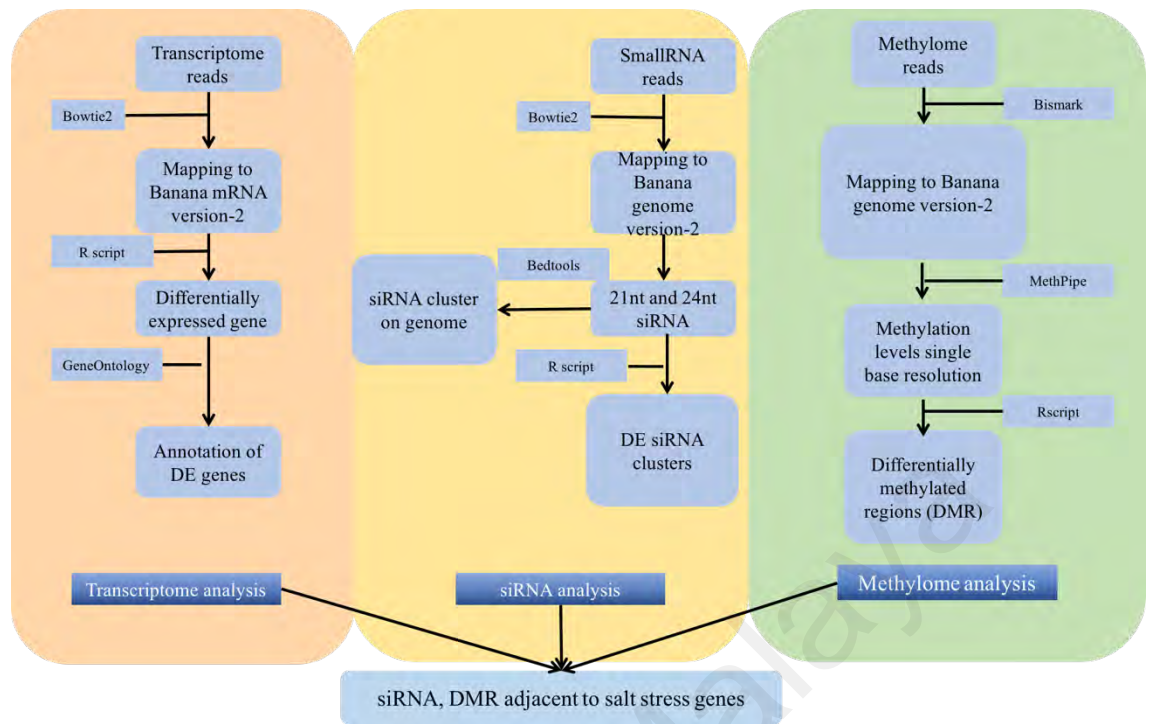 Transcriptome
reads
Bowtie2
Mapping to
Banana mRNA
version-2
R script
Differentially
expressed gene
GeneOntology
Annotation of
DE genes
Transcriptome analysis
SmallRNA
reads
Bowtie2
Mapping to
Banana
genome
version-2
Bedtools
siRNA cluster
on genome
21nt and 24nt
siRNA
R script
DE siRNA
clusters
siRNA analysis
Methylome
reads
Bismark
Mapping to Banana
genome version-2
MethPipe
Methylation
levels single
base resolution
Rscript
Differentially
methylated
regions (DMR)
Methylome analysis
siRNA, DMR adjacent to salt stress genes
Malaya